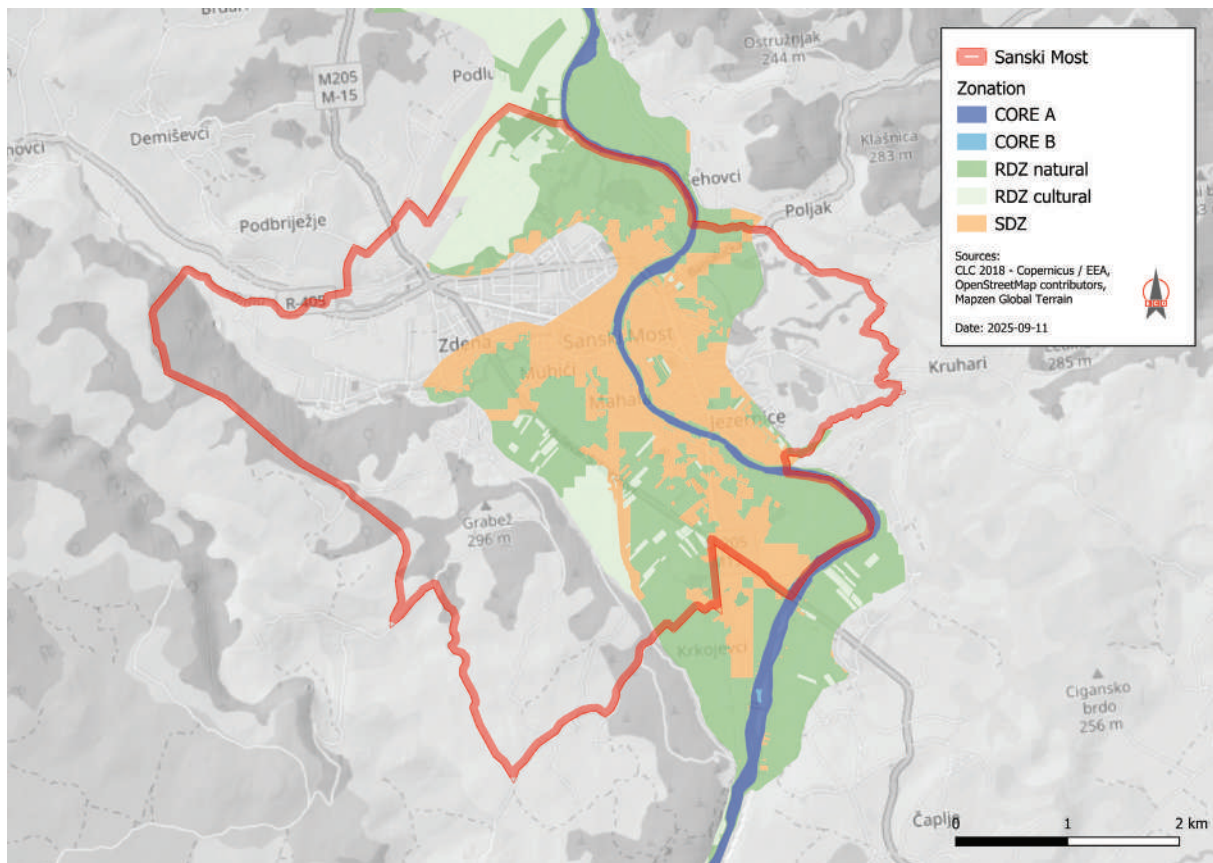 Ostružnjak
244 m
M205
M-15
Demiševci
Klašnica
283 m
Podbriježje
Poljak
R-405
Zdena
Sanski Most
Mubići
Mahala
Jezernice
Kruhari
285 m
Grabež
296 m
Krkojevci
Cigansko
brdo
256 m
Sanski Most
Zonation
CORE A
CORE B
RDZ natural
RDZ cultural
SDZ
Sources:
CLC 2018 - Copernicus / EEA,
OpenStreetMap contributors,
Mapzen Global Terrain
Date: 2025-09-11
0 1 2 km